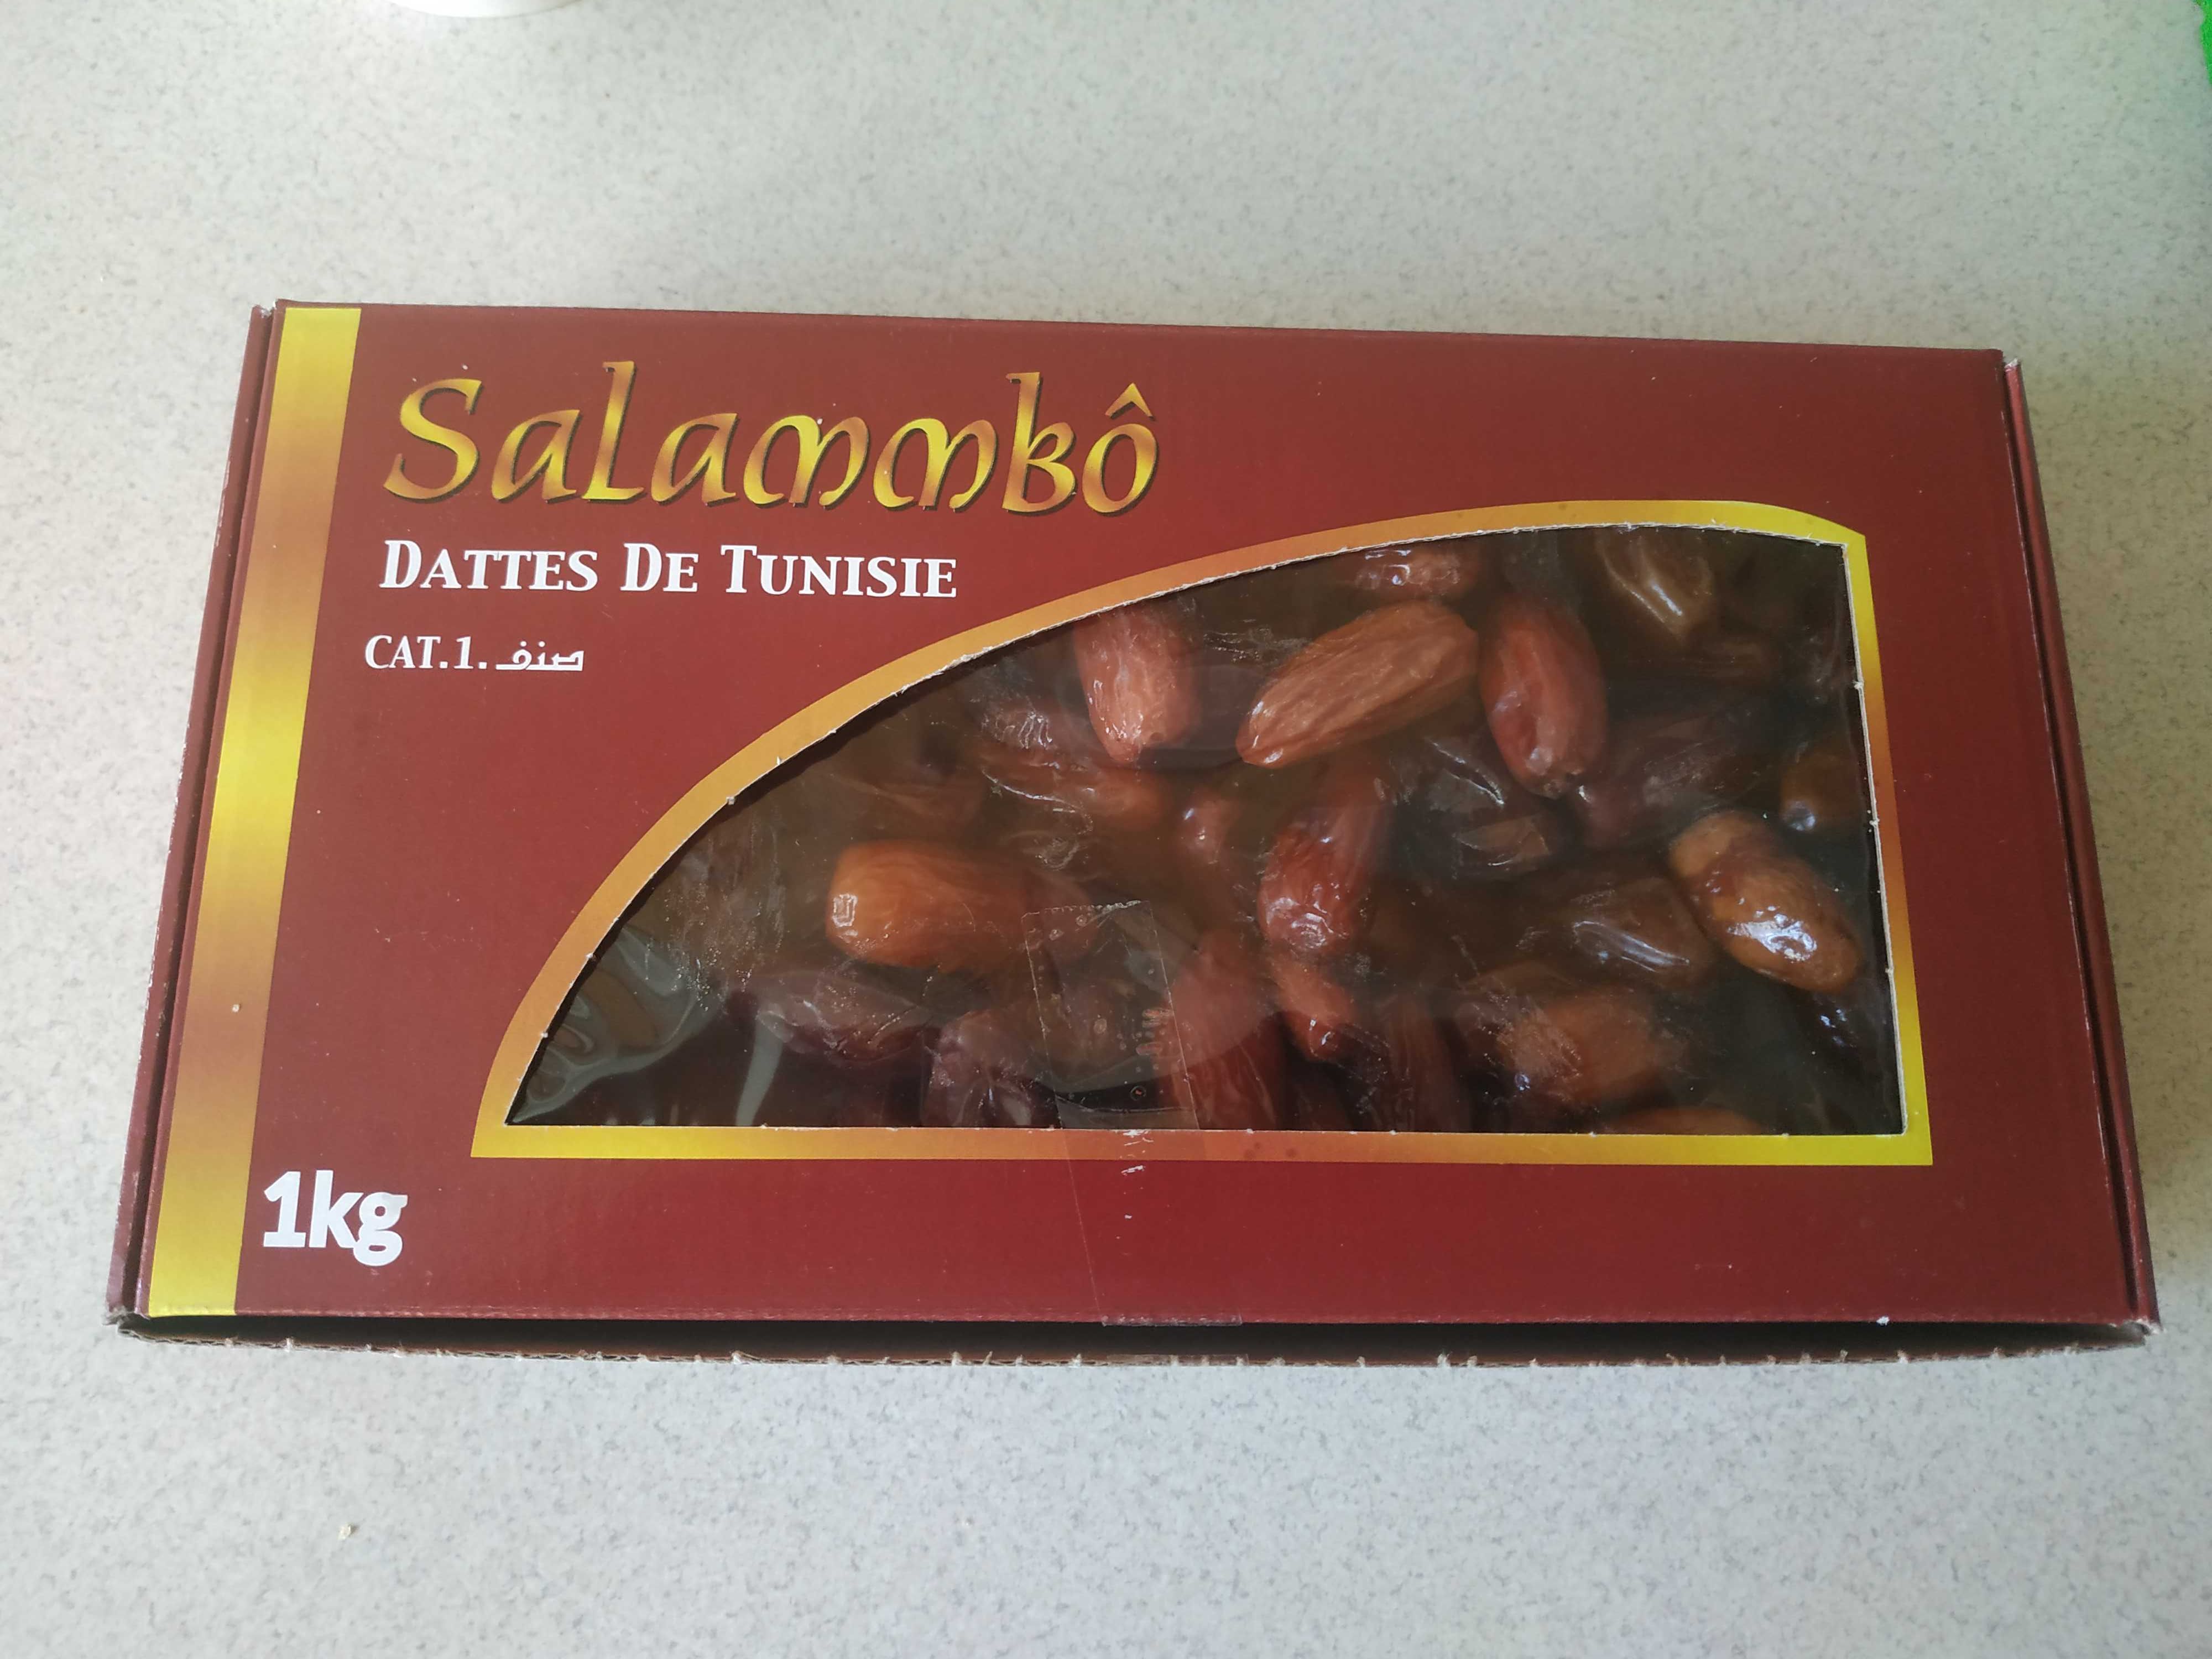 Salammbô
DATTES DE TUNISIE
CAT.1. صنف
1kg